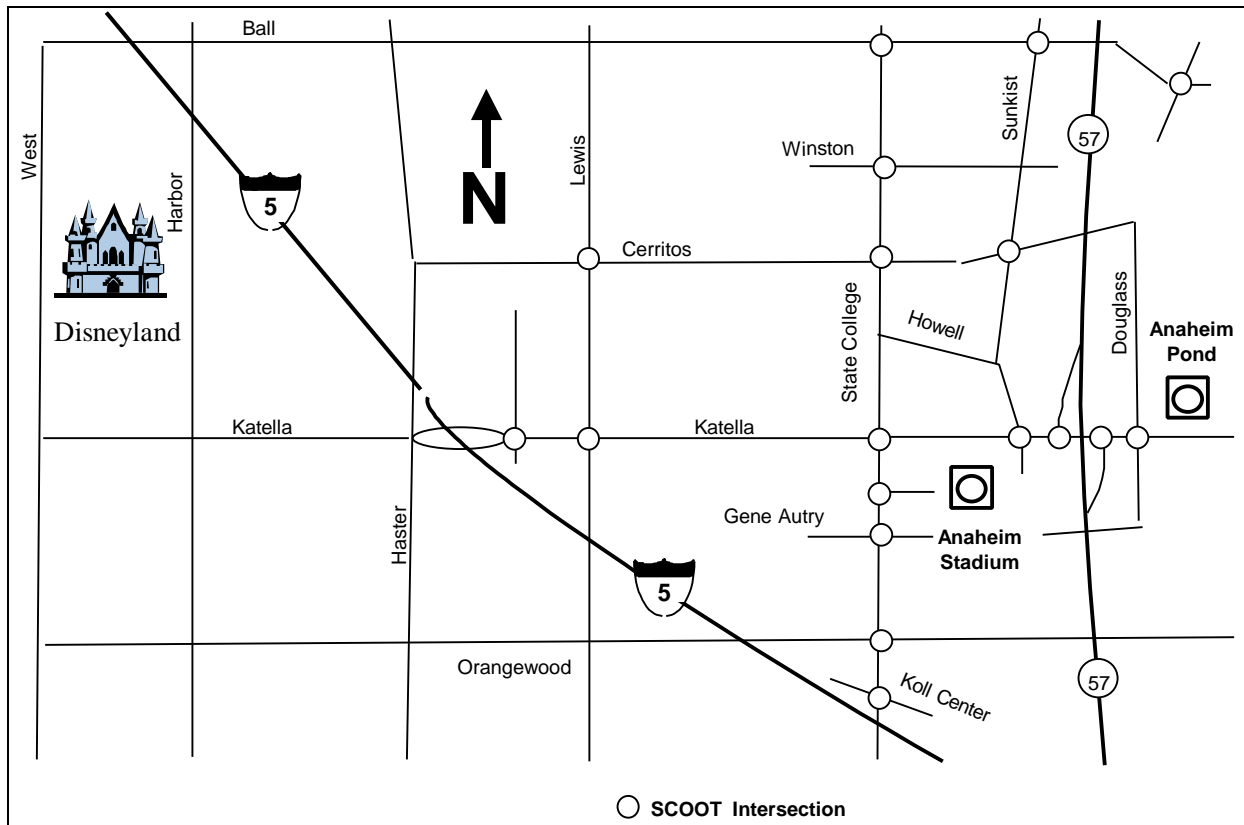 Ball
West
Harbor
5
N
Lewis
Winston
Sunkist
57
Cerritos
Disneyland
State College
Howell
Douglass
Anaheim
Pond
Katella
Katella
Haster
Gene Autry
Anaheim
Stadium
5
Orangewood
Koll Center
57
SCOOT Intersection